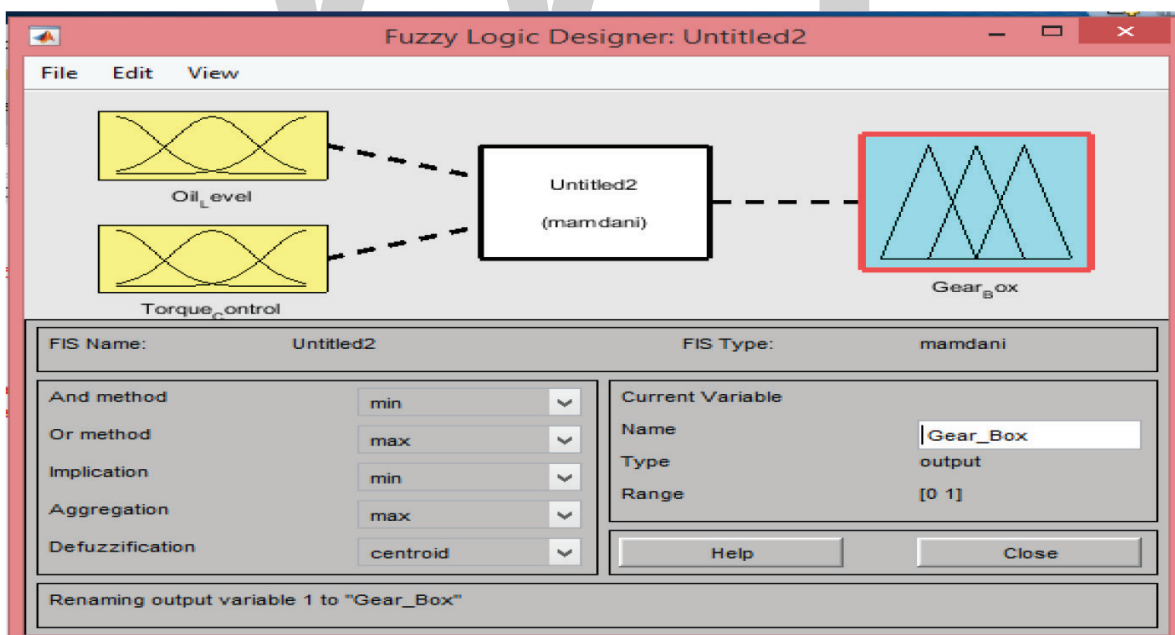 Fuzzy Logic Designer: Untitled2
File Edit View
Oil_Level
Torque_Control
Untitled2
(mamdani)
Gear_Box
FIS Name: Untitled2 FIS Type: mamdani
And method min
Or method max
Implication min
Aggregation max
Defuzzification centroid
Current Variable
Name Gear_Box
Type output
Range [0 1]
Help Close
Renaming output variable 1 to "Gear_Box"